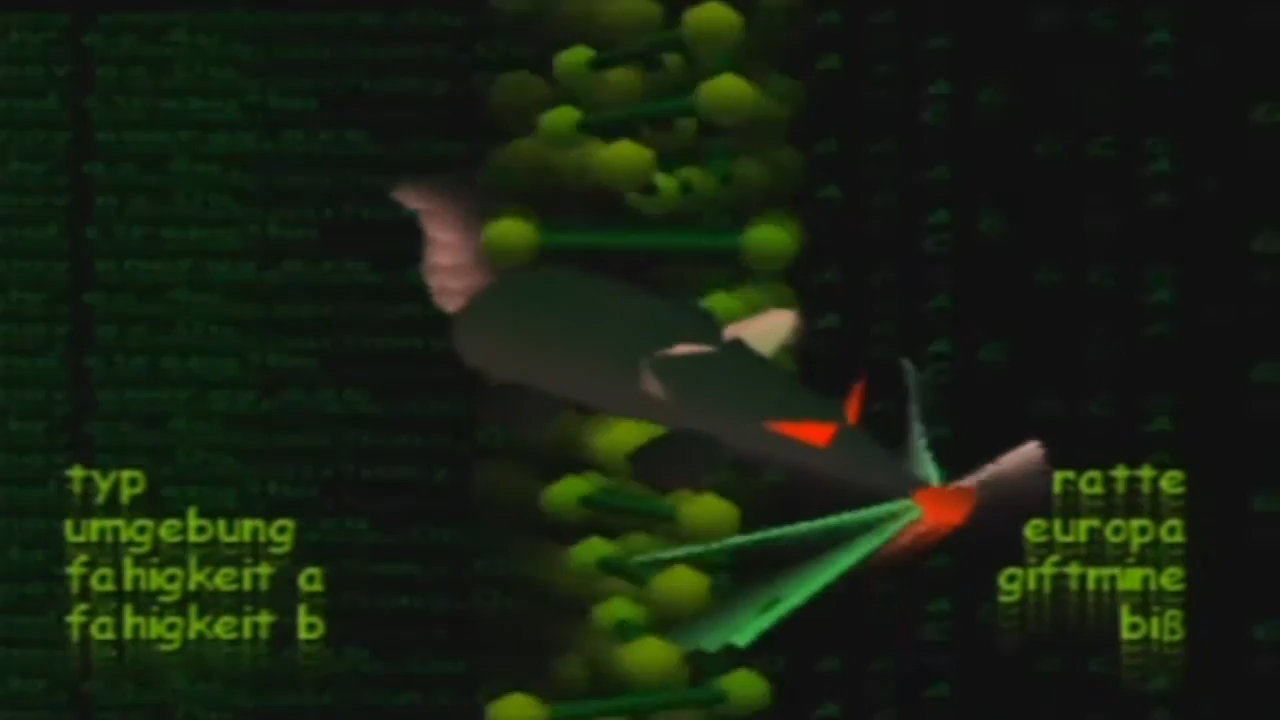 typ ratte
umgebung europa
fahigkeit a giftmine
fahigkeit b biß